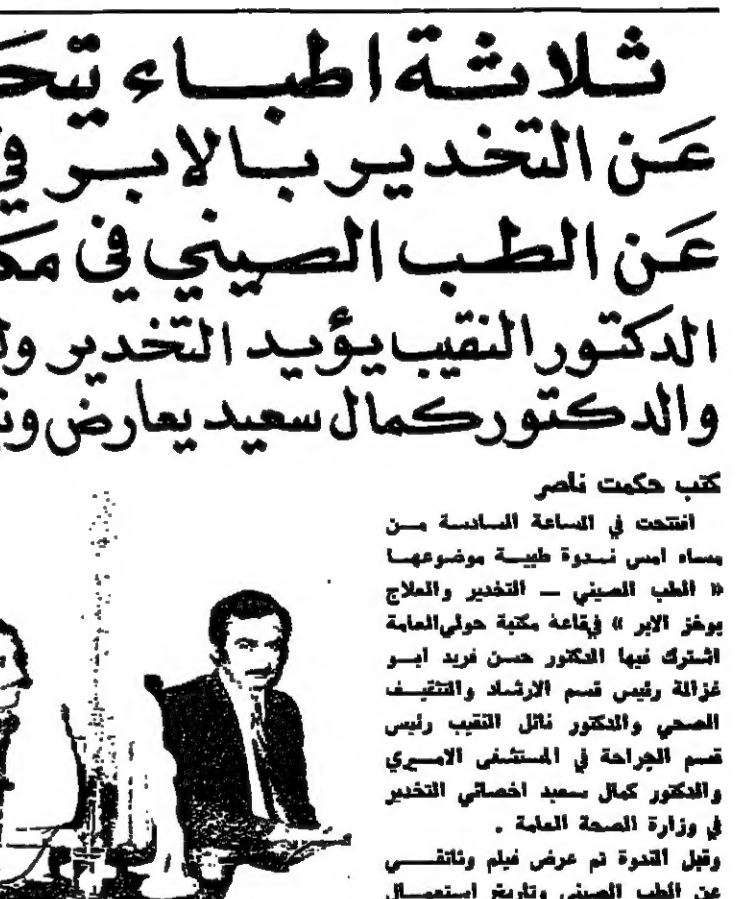 ثلاثة اطباء
عن التخدير بالابر في
عن الطب الصيني في
الدكتور النقيب يؤيد التخدير
والدكتور كمال سعيد يعارض
كتب حكمت ناصر
افتتحت في الساعة السادسة من
مساء امس ندوة طبية موضوعها
« الطب الصيني — التخدير والعلاج
بوخز الابر » في قاعة مكتبة حولي العامة
اشترك فيها الدكتور حسن فريد ابو
غزالة رئيس قسم الارشاد والتثقيف
الصحي والدكتور نائل النقيب رئيس
قسم الجراحة في المستشفى الاميري
والدكتور كمال سعيد اخصائي التخدير
في وزارة الصحة العامة .
وقبل الندوة تم عرض فيلم وثائقي
عن الطب الصيني وتاريخ استعمال